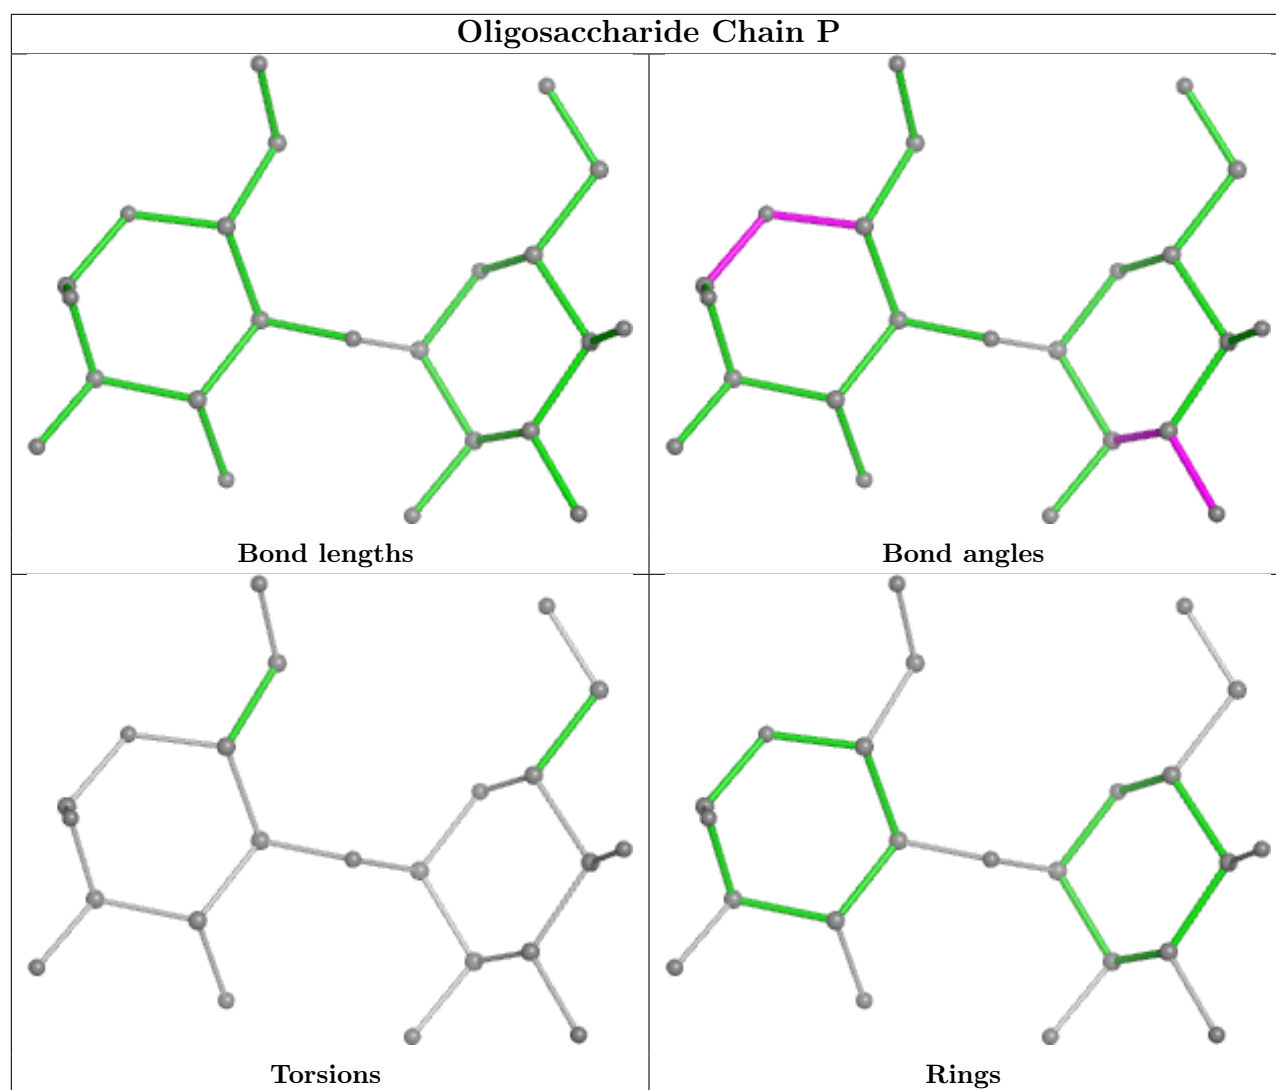 Oligosaccharide Chain P
Bond lengths
Bond angles
Torsions
Rings